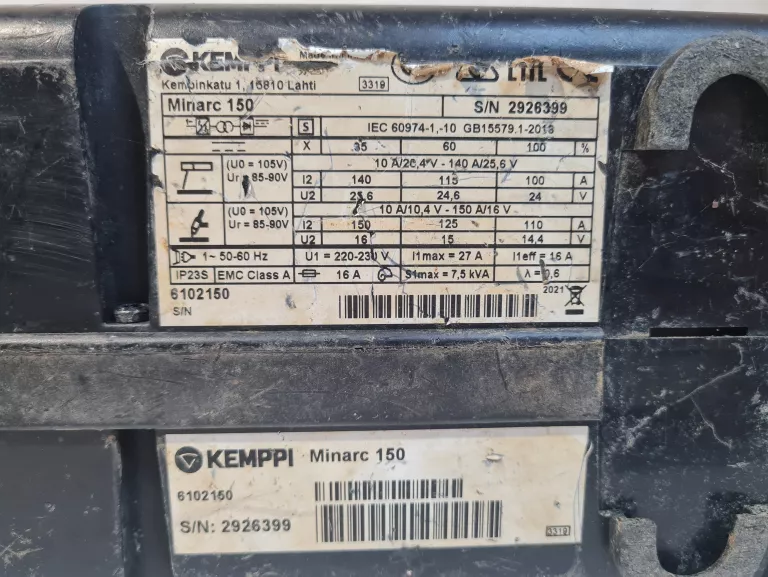 KEMPPI
Kempinkatu 1, 15810 Lahti 3319
Minarc 150 S/N 2926399
S IEC 60974-1,-10 GB15579.1-2013
X 35 60 100 %
10 A/20,4 V - 140 A/25,6 V
(U0 = 105V)
Ur = 85-90V
I2 140 115 100 A
U2 25,6 24,6 24 V
10 A/10,4 V - 150 A/16 V
(U0 = 105V)
Ur = 85-90V
I2 150 125 110 A
U2 16 15 14,4 V
1~ 50-60 Hz U1 = 220-230 V I1max = 27 A I1eff = 16 A
IP23S EMC Class A 16 A S1max = 7,5 kVA λ = 0,6
6102150 2021
S/N
KEMPPI Minarc 150
6102150
S/N: 2926399 3319